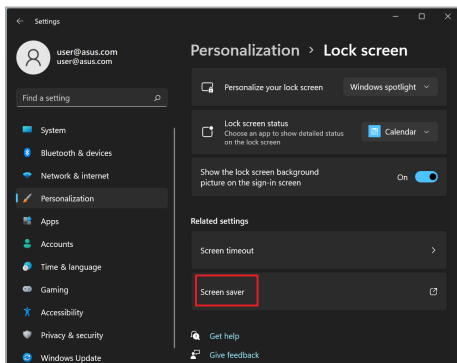 Settings
user@asus.com
user@asus.com
Find a setting
System
Bluetooth & devices
Network & internet
Personalization
Apps
Accounts
Time & language
Gaming
Accessibility
Privacy & security
Windows Update
Personalization > Lock screen
Personalize your lock screen
Windows spotlight
Lock screen status
Choose an app to show detailed status
on the lock screen
Calendar
Show the lock screen background
picture on the sign-in screen
On
Related settings
Screen timeout
Screen saver
Get help
Give feedback